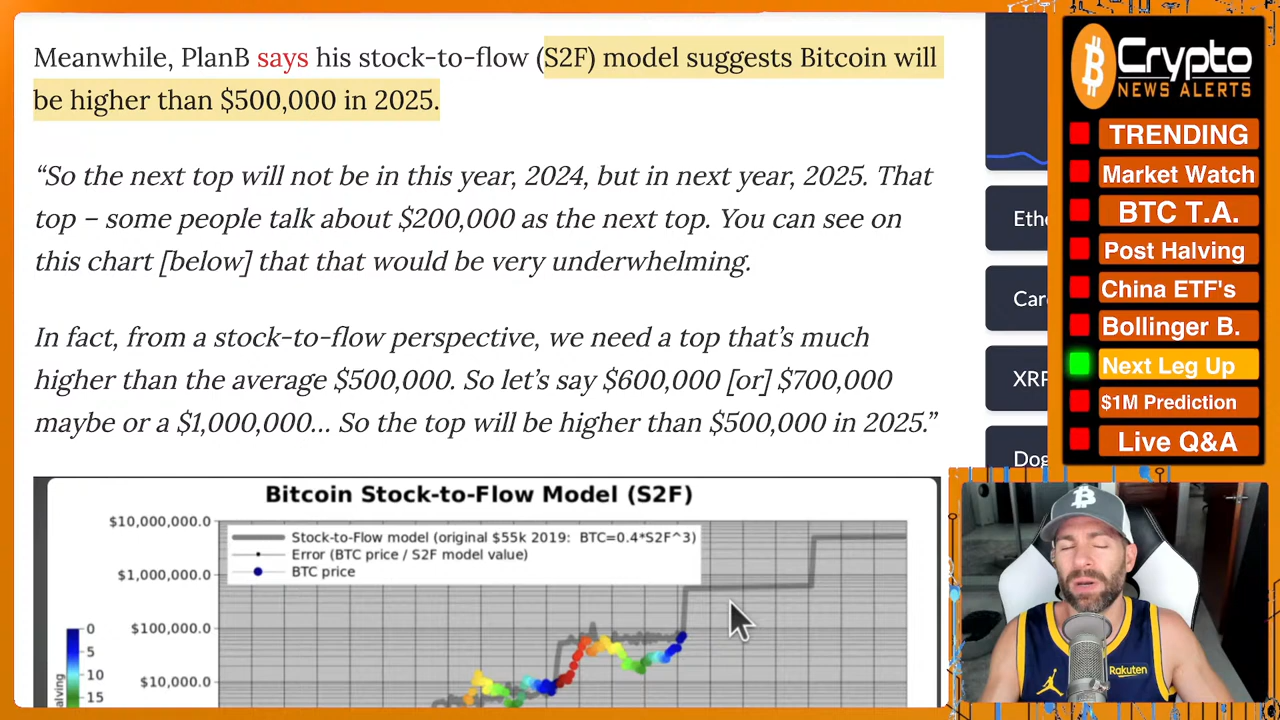 Meanwhile, PlanB says his stock-to-flow (S2F) model suggests Bitcoin will
be higher than $500,000 in 2025.
“So the next top will not be in this year, 2024, but in next year, 2025. That
top – some people talk about $200,000 as the next top. You can see on
this chart [below] that that would be very underwhelming.
In fact, from a stock-to-flow perspective, we need a top that’s much
higher than the average $500,000. So let’s say $600,000 [or] $700,000
maybe or a $1,000,000… So the top will be higher than $500,000 in 2025.”
Bitcoin Stock-to-Flow Model (S2F)
$10,000,000.0
$1,000,000.0
$100,000.0
$10,000.0
Stock-to-Flow model (original $55k 2019: BTC=0.4*S2F^3)
Error (BTC price / S2F model value)
BTC price
0
5
10
15
alving
Ethe
Card
XRP
Dog
Crypto
NEWS ALERTS
TRENDING
Market Watch
BTC T.A.
Post Halving
China ETF's
Bollinger B.
Next Leg Up
$1M Prediction
Live Q&A
Rakuten